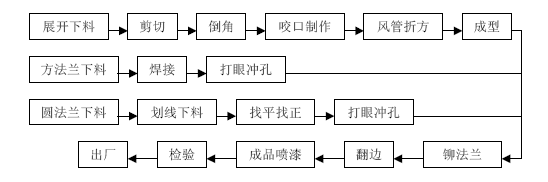 展开下料 剪切 倒角 咬口制作 风管折方 成型
方法兰下料 焊接 打眼冲孔
圆法兰下料 划线下料 找平找正 打眼冲孔
出厂 检验 成品喷漆 翻边 铆法兰